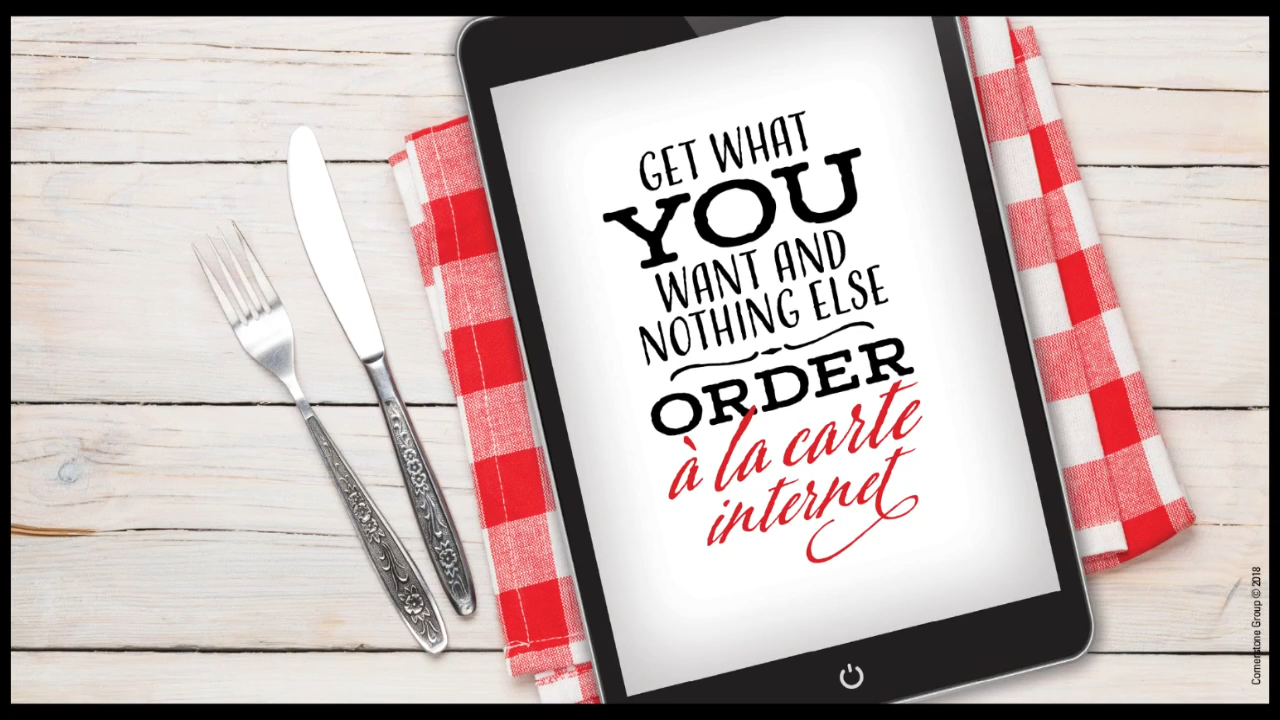 GET WHAT
YOU
WANT AND
NOTHING ELSE
ORDER
à la carte
internet
Cornerstone Group © 2018